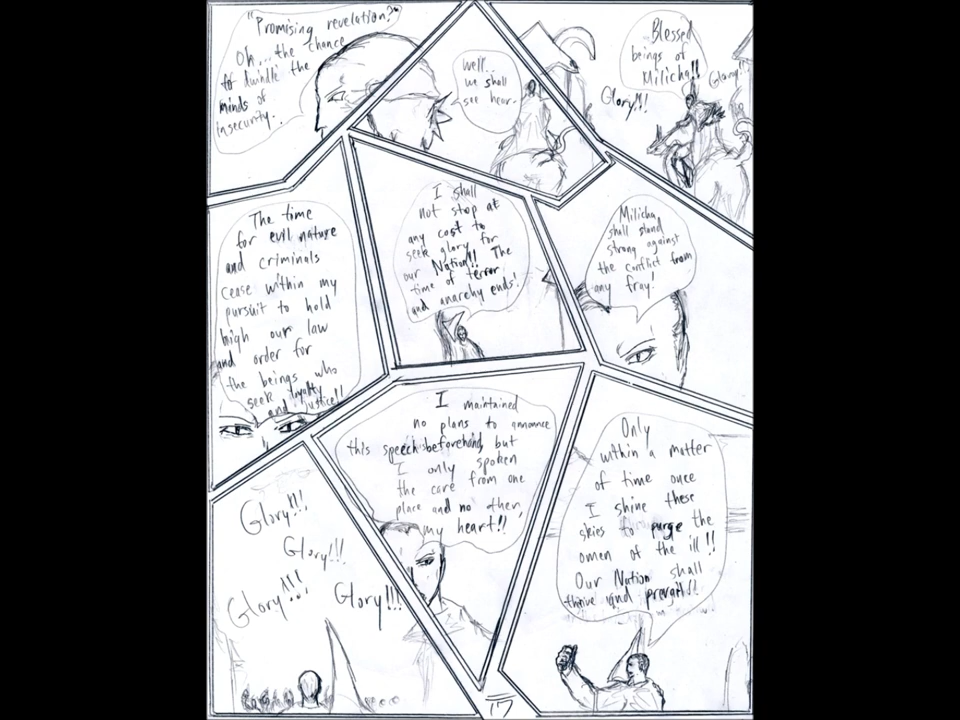 "Promising revelation?"
Oh... the chance
to dwindle the
minds of
insecurity...
Well...
we shall
see hear.
Blessed
beings of
Milicha!!
Glory!!!
Glory!!!
The time
for evil nature
and criminals
cease within my
pursuit to hold
high our law
and order for
the beings who
seek loyalty
and justice!!
I shall
not stop at
any cost to
seek glory for
our Nation!! The
time of terror
and anarchy ends!
Milicha
shall stand
strong against
the conflict from
any fray!
I maintained
no plans to announce
this speech beforehand, but
I only spoken
the care from one
place and no other,
my heart!!
Only
within a matter
of time once
I shine these
skies to purge the
omen of the ill!!
Our Nation shall
thrive and prevail!!
Glory!!!
Glory!!!
Glory!!!
Glory!!!
17